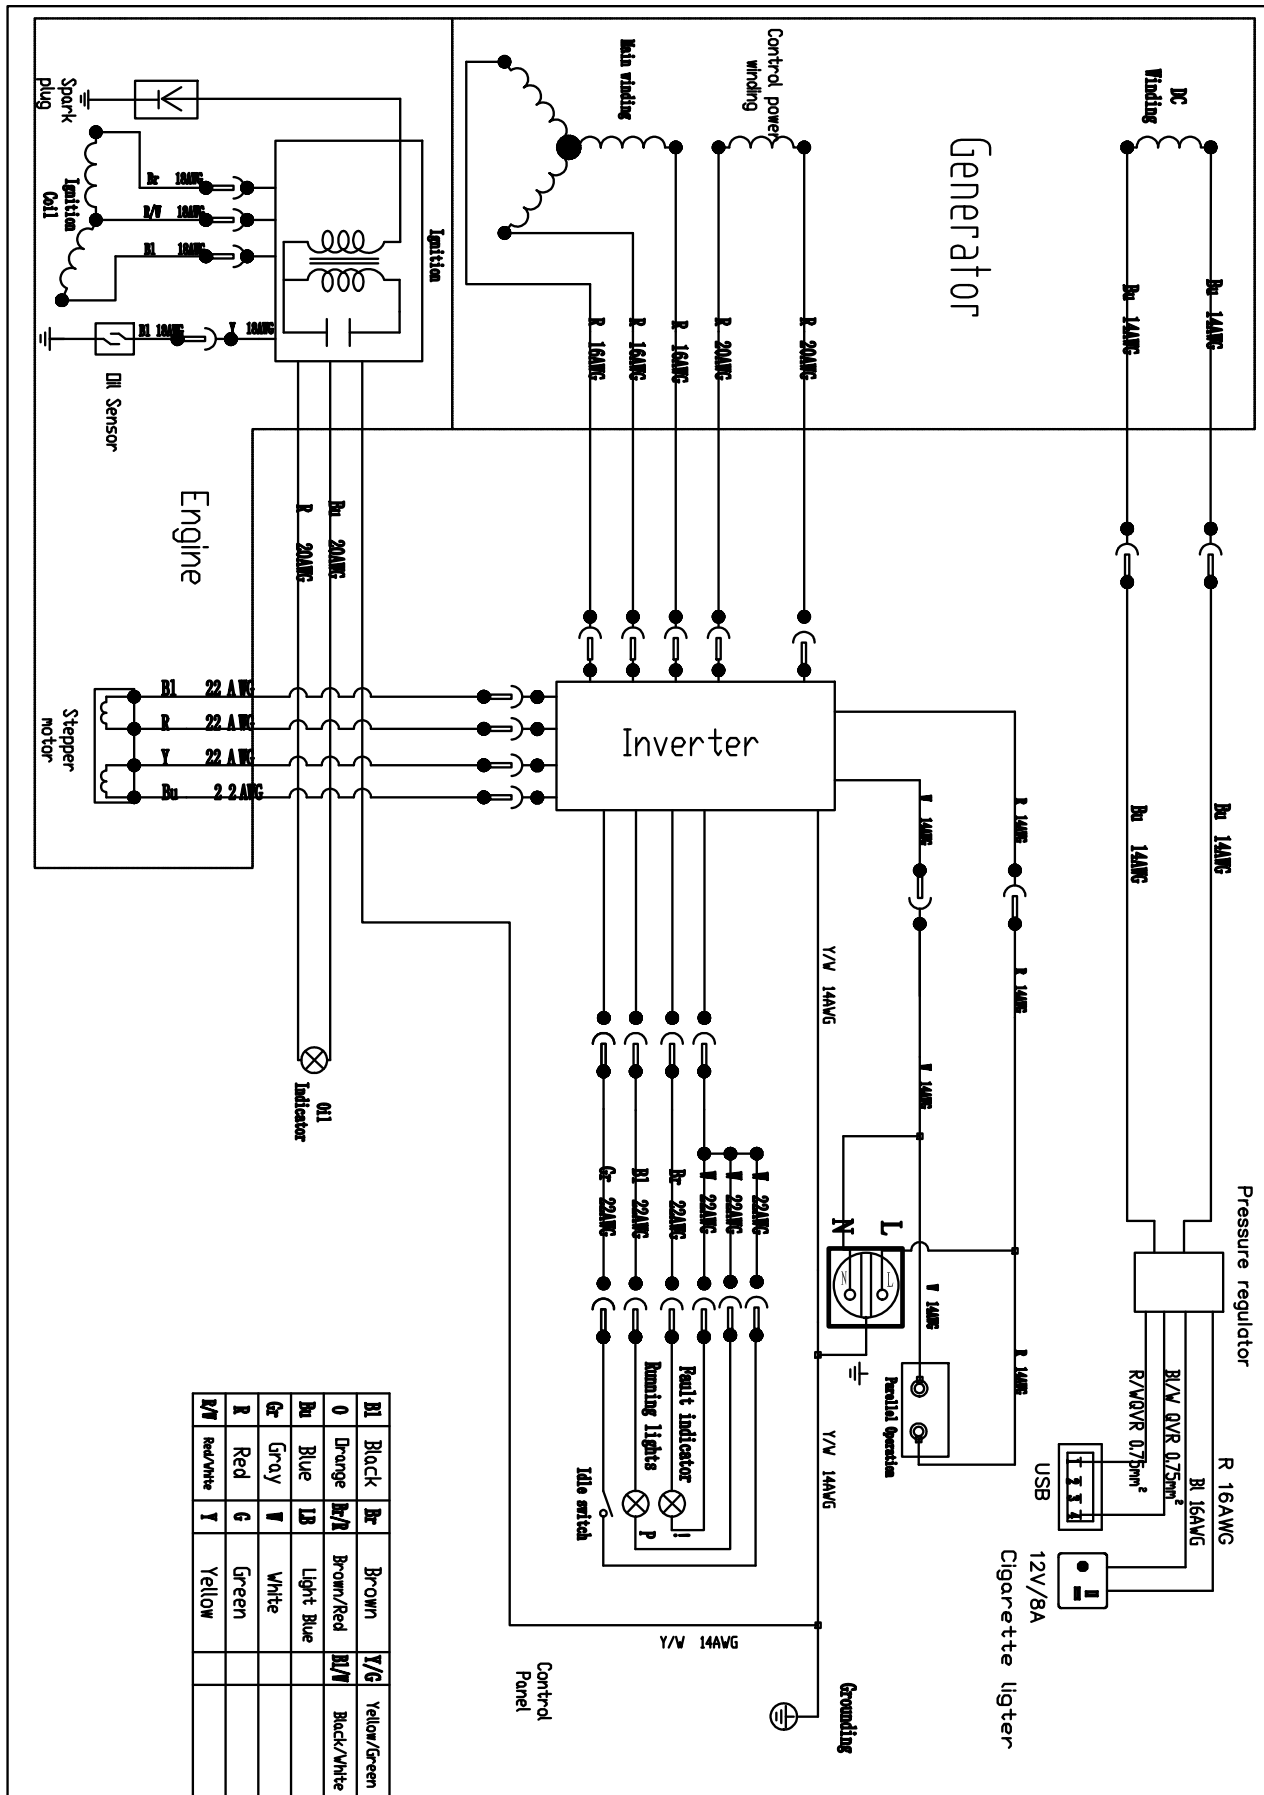 DC
Winding
Bu 14AWG
Bu 14AWG
Bu 14AWG
Bu 14AWG
Pressure regulator
R 16AWG
Bl 16AWG
Bl/W QVR 0.75mm²
R/WQVR 0.75mm²
USB
1 2 3 4
12V/8A
Cigarette ligter
Generator
Control power
winding
Main winding
R 20AWG
R 20AWG
R 16AWG
R 16AWG
R 16AWG
Inverter
R 14AWG
R 14AWG
R 14AWG
W 14AWG
W 14AWG
W 14AWG
L
N
L
N
Parellel Operation
Y/W 14AWG
Y/W 14AWG
Y/W 14AWG
Grounding
W 22AWG
W 22AWG
W 22AWG
Br 22AWG
Bl 22AWG
Gr 22AWG
Fault indicator
!
Running lights
P
Idle switch
Control
Panel
Ignition
Spark
plug
Ignition
Coil
Br 18AWG
R/W 18AWG
Bl 18AWG
Bl 18AWG
Y 18AWG
Oil Sensor
Engine
Bu 20AWG
R 20AWG
Oil
Indicator
Bl 22 AWG
R 22 AWG
Y 22 AWG
Bu 2 2 AWG
Stepper
motor
Bl Black Br Brown Y/G Yellow/Green
O Orange Br/R Brown/Red Bl/W Black/White
Bu Blue LB Light Blue
Gr Gray W White
R Red G Green
R/W Red/White Y Yellow